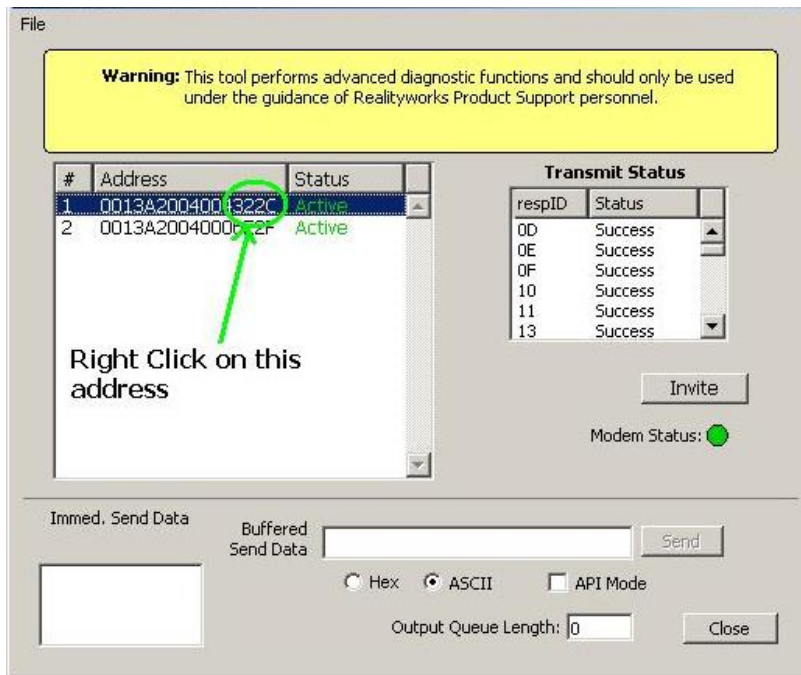 File
Warning: This tool performs advanced diagnostic functions and should only be used
under the guidance of Realityworks Product Support personnel.
# Address Status
1 0013A2004004322C Active
2 Active
Right Click on this
address
Transmit Status
respID Status
0D Success
0E Success
0F Success
10 Success
11 Success
13 Success
Invite
Modem Status:
Immed. Send Data
Buffered
Send Data
Send
Hex ASCII API Mode
Output Queue Length: 0
Close